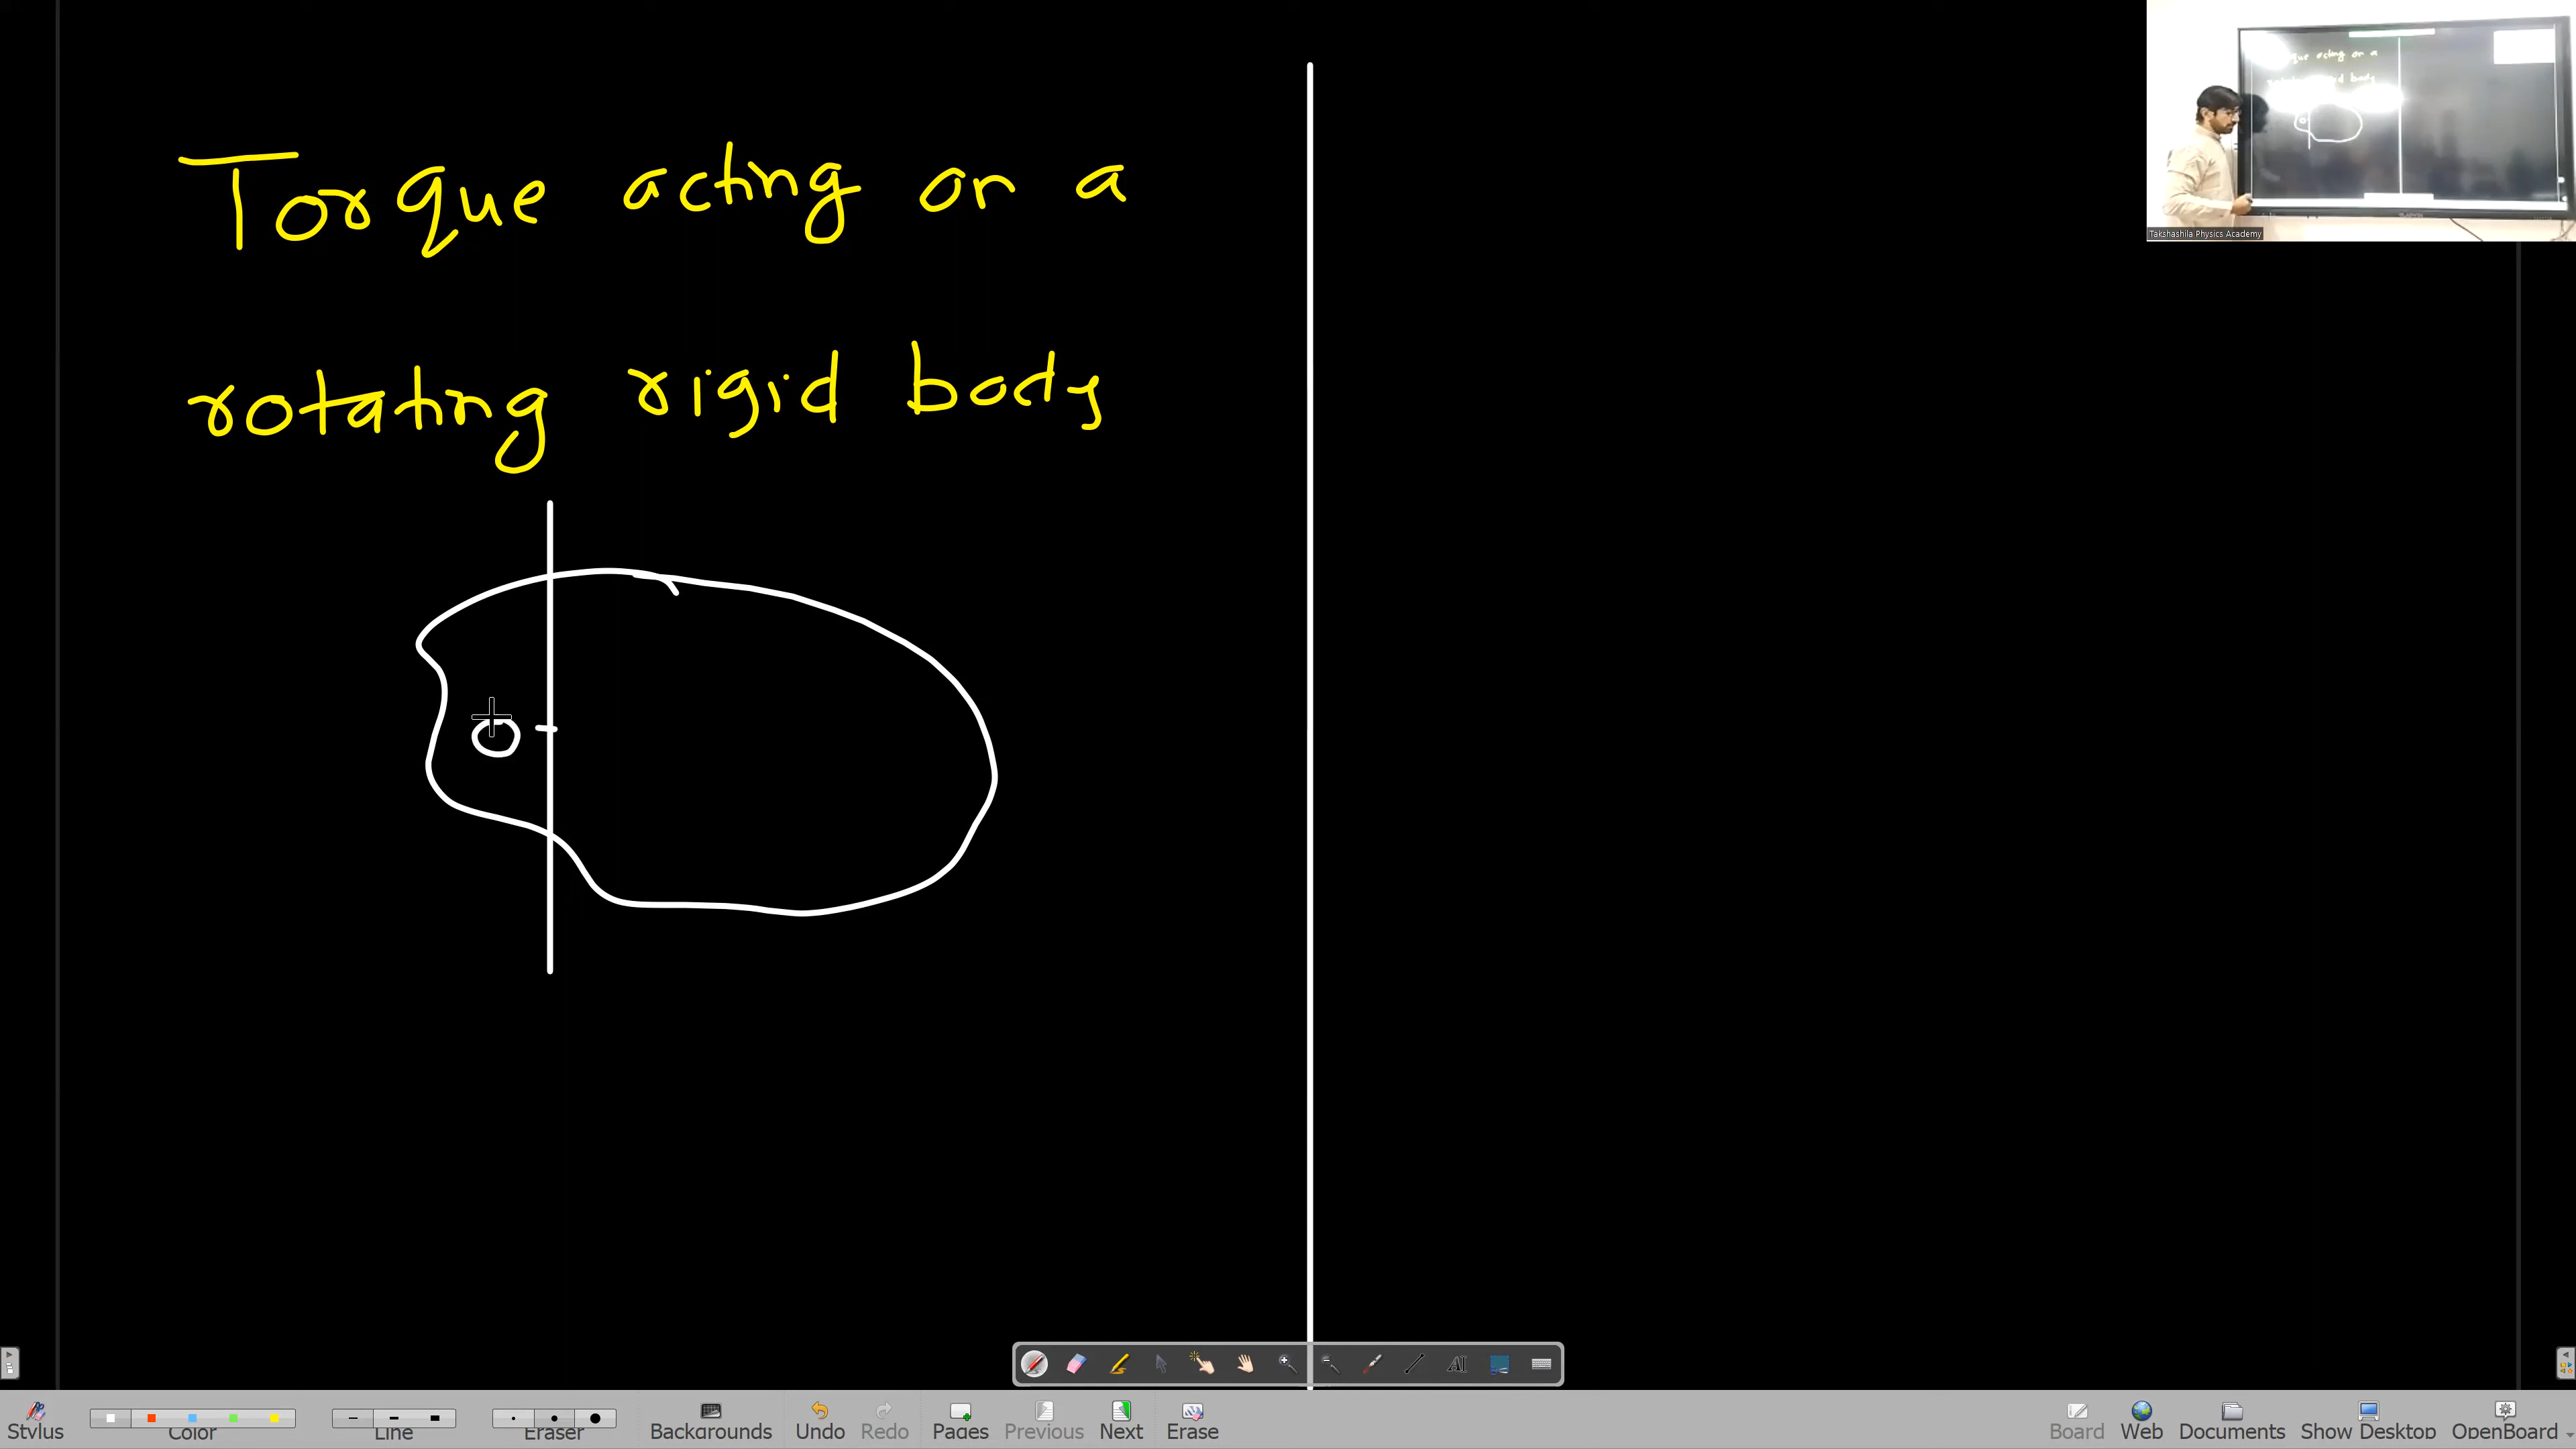 Torque acting on a
rotating rigid body
O
Takshashila Physics Academy
Stylus
Color
Line
Eraser
Backgrounds
Undo
Redo
Pages
Previous
Next
Erase
Board
Web
Documents
Show Desktop
OpenBoard